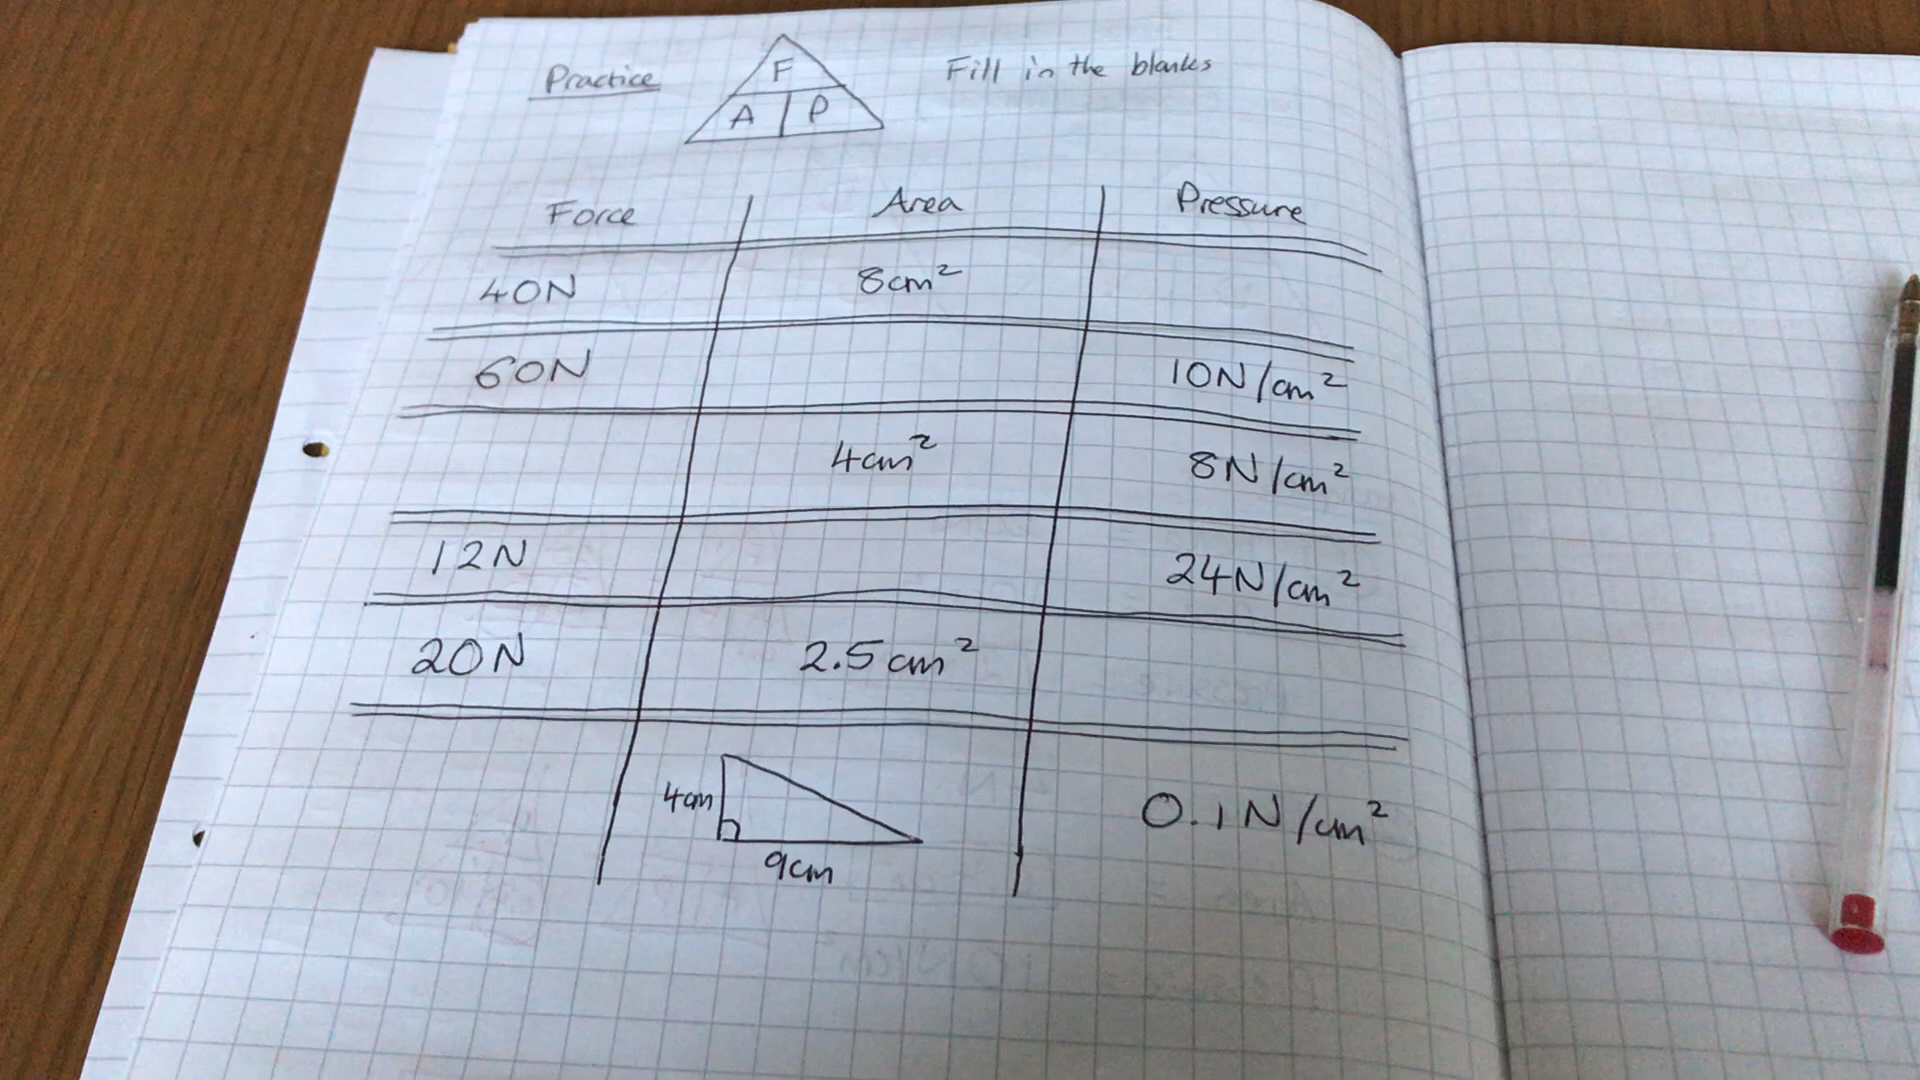 Practice F Fill in the blanks
A P
Force Area Pressure
40N 8cm²
60N 10N/cm²
4cm² 8N/cm²
12N 24N/cm²
20N 2.5cm²
4cm 0.1N/cm²
9cm